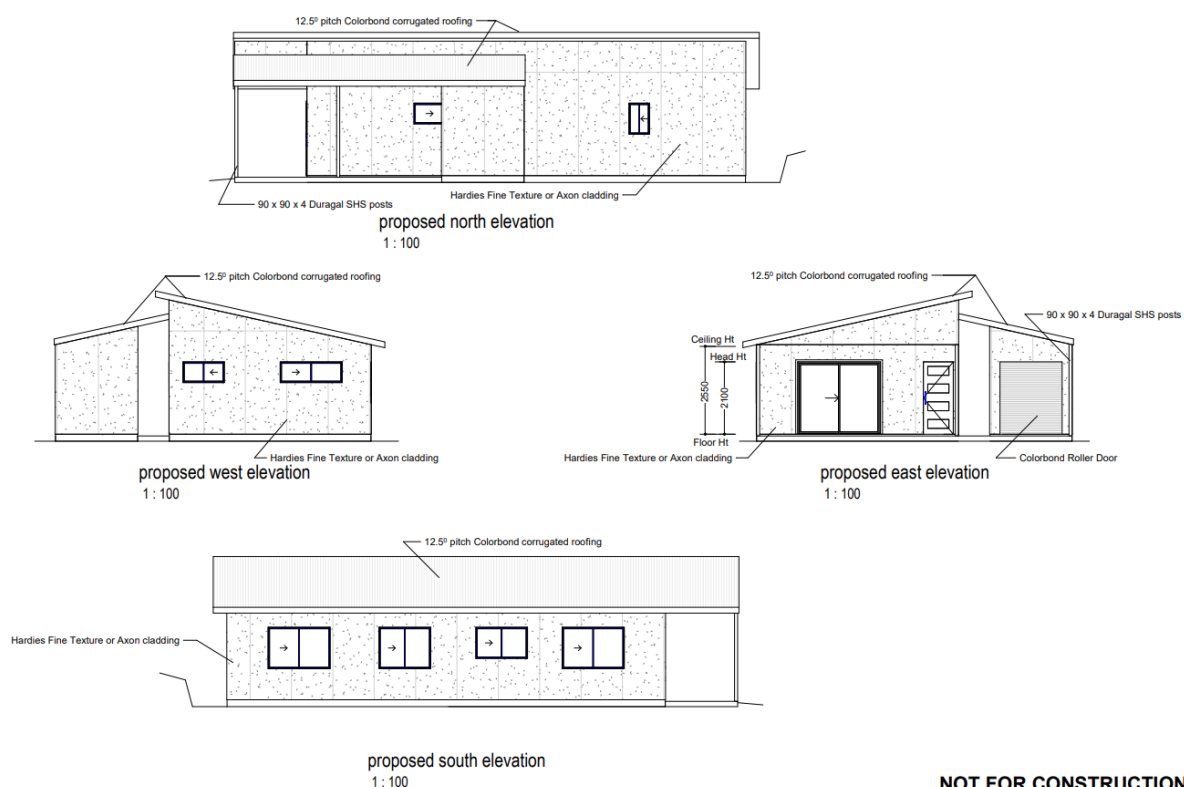 12.5⁰ pitch Colorbond corrugated roofing
Hardies Fine Texture or Axon cladding
90 x 90 x 4 Duragal SHS posts
proposed north elevation
1 : 100
12.5⁰ pitch Colorbond corrugated roofing
Hardies Fine Texture or Axon cladding
proposed west elevation
1 : 100
12.5⁰ pitch Colorbond corrugated roofing
90 x 90 x 4 Duragal SHS posts
Ceiling Ht
Head Ht
2550
2100
Floor Ht
Hardies Fine Texture or Axon cladding
Colorbond Roller Door
proposed east elevation
1 : 100
12.5⁰ pitch Colorbond corrugated roofing
Hardies Fine Texture or Axon cladding
proposed south elevation
1 : 100
NOT FOR CONSTRUCTION